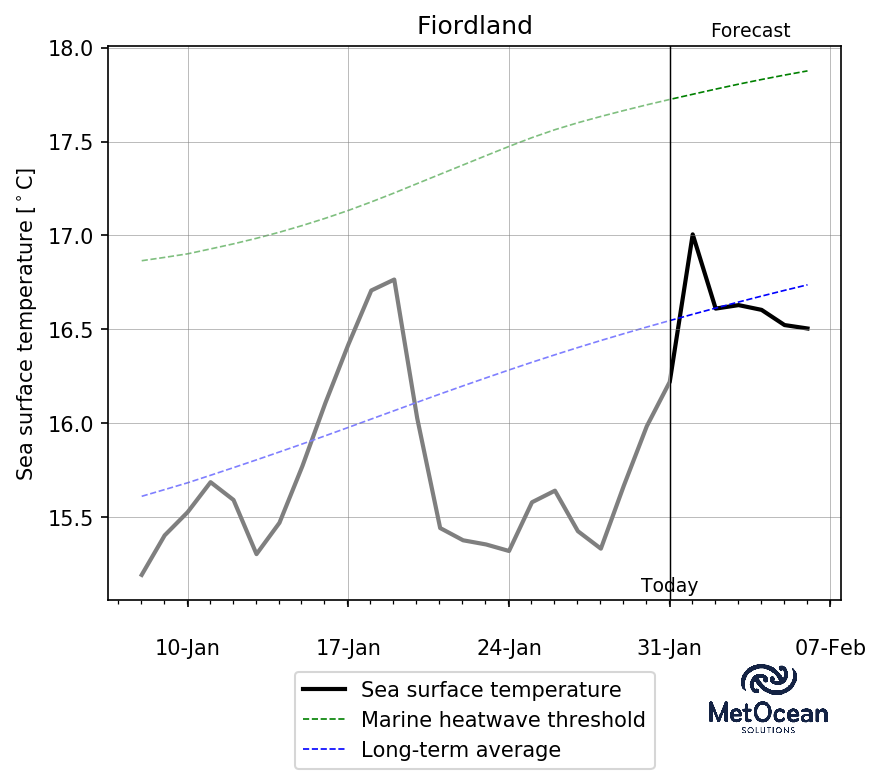 Fiordland
Forecast
18.0
17.5
17.0
16.5
16.0
15.5
Sea surface temperature [°C]
Today
10-Jan 17-Jan 24-Jan 31-Jan 07-Feb
Sea surface temperature
Marine heatwave threshold
Long-term average
MetOcean
SOLUTIONS